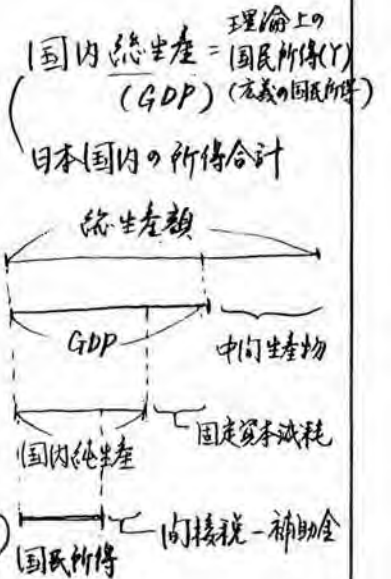 国内総生産 = 理論上の
国民所得(Y)
(GDP) (広義の国民所得)
日本国内の所得合計
総生産額
GDP
中間生産物
国内純生産
固定資本減耗
国民所得
間接税-補助金